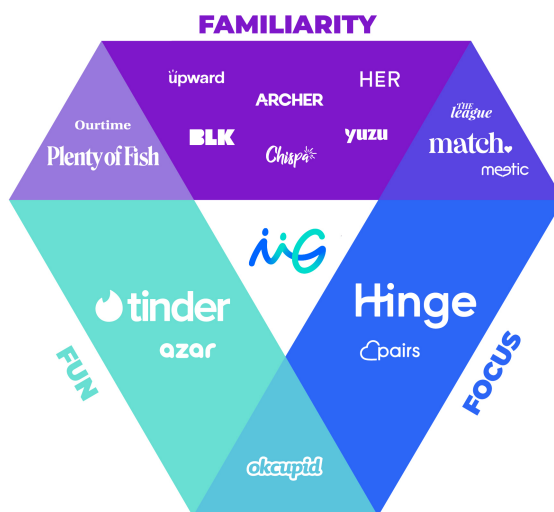 FAMILIARITY
upward
HER
ARCHER
THE
league
Ourtime
BLK
yuzu
match
Plenty of Fish
Chispa
meetic
MG
Hinge
tinder
azar
pairs
FUN
FOCUS
okcupid